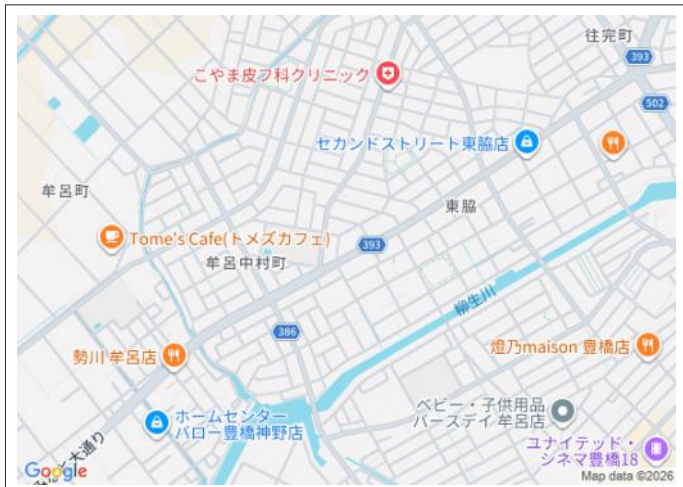 往完町
393
502
こやま皮フ科クリニック
セカンドストリート東脇店
牟呂町
東脇
Tome's Cafe(トメズカフェ)
393
牟呂中村町
柳生川
386
勢川 牟呂店
燈乃maison 豊橋店
ホームセンター
バロー豊橋神野店
ベビー・子供用品
バースデイ 牟呂店
ユナイテッド・
シネマ豊橋18
大通り
Google
Map data ©2026